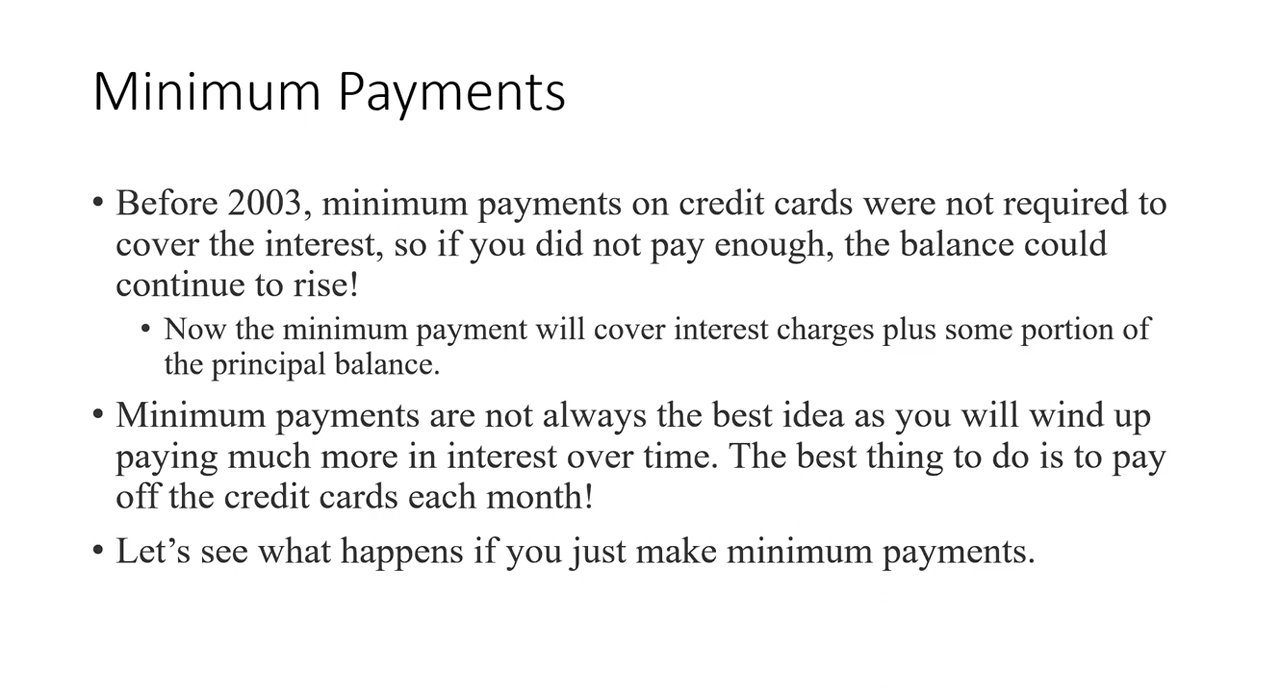 Minimum Payments
• Before 2003, minimum payments on credit cards were not required to
cover the interest, so if you did not pay enough, the balance could
continue to rise!
• Now the minimum payment will cover interest charges plus some portion of
the principal balance.
• Minimum payments are not always the best idea as you will wind up
paying much more in interest over time. The best thing to do is to pay
off the credit cards each month!
• Let’s see what happens if you just make minimum payments.